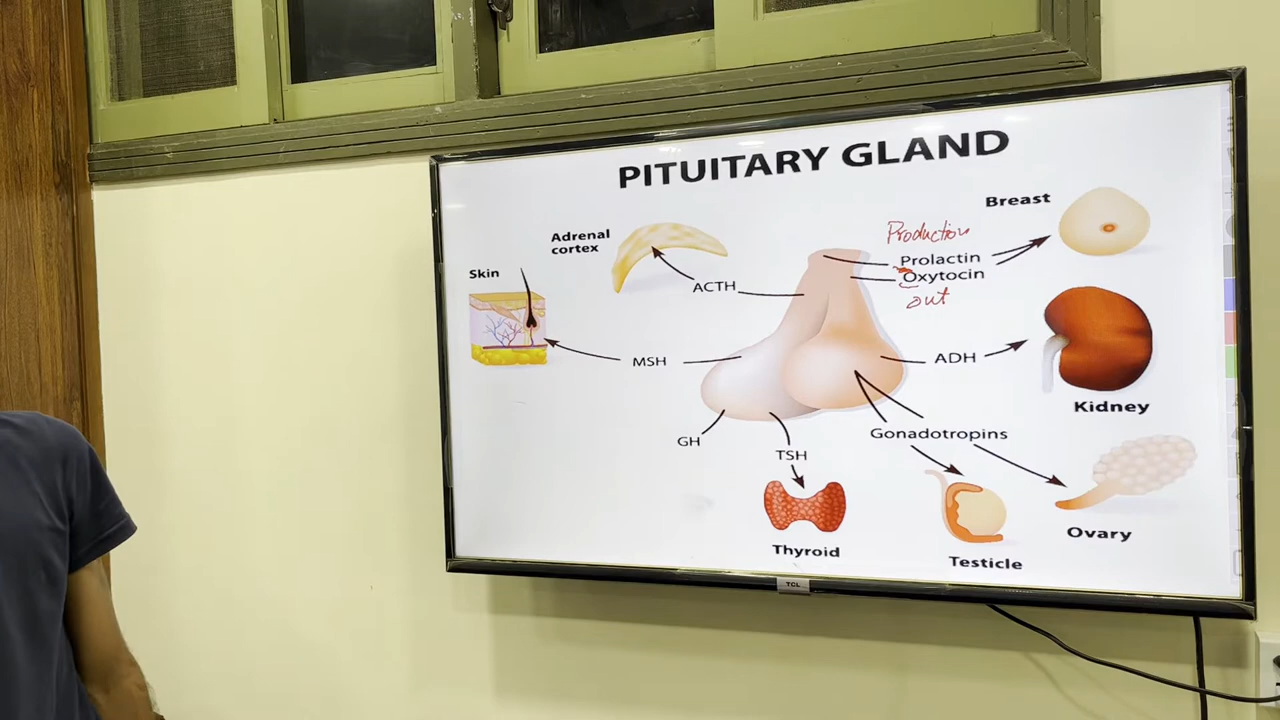 PITUITARY GLAND
Breast
Production
Adrenal
cortex
Prolactin
Skin
Oxytocin
ACTH
out
MSH
ADH
Kidney
GH
Gonadotropins
TSH
Ovary
Thyroid
Testicle
TCL